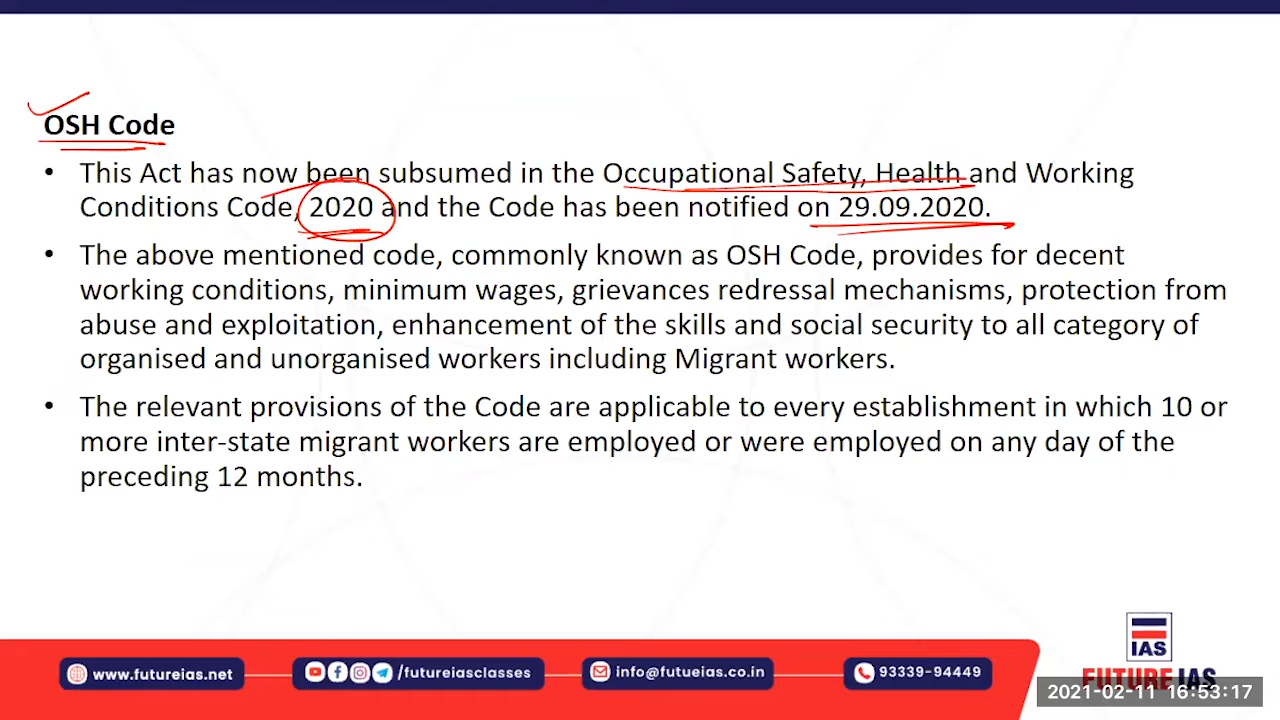 OSH Code
• This Act has now been subsumed in the Occupational Safety, Health and Working
Conditions Code, 2020 and the Code has been notified on 29.09.2020.
• The above mentioned code, commonly known as OSH Code, provides for decent
working conditions, minimum wages, grievances redressal mechanisms, protection from
abuse and exploitation, enhancement of the skills and social security to all category of
organised and unorganised workers including Migrant workers.
• The relevant provisions of the Code are applicable to every establishment in which 10 or
more inter-state migrant workers are employed or were employed on any day of the
preceding 12 months.
IAS
FUTURE IAS
www.futureias.net
/futureiasclasses
info@futueias.co.in
93339-94449
2021-02-11 16:53:17